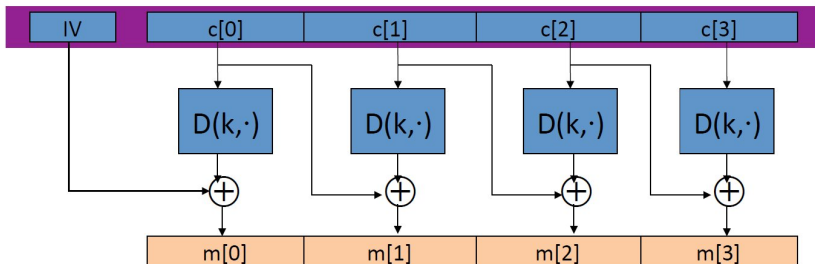 IV c[0] c[1] c[2] c[3]
D(k,·) D(k,·) D(k,·) D(k,·)
+ + + +
m[0] m[1] m[2] m[3]